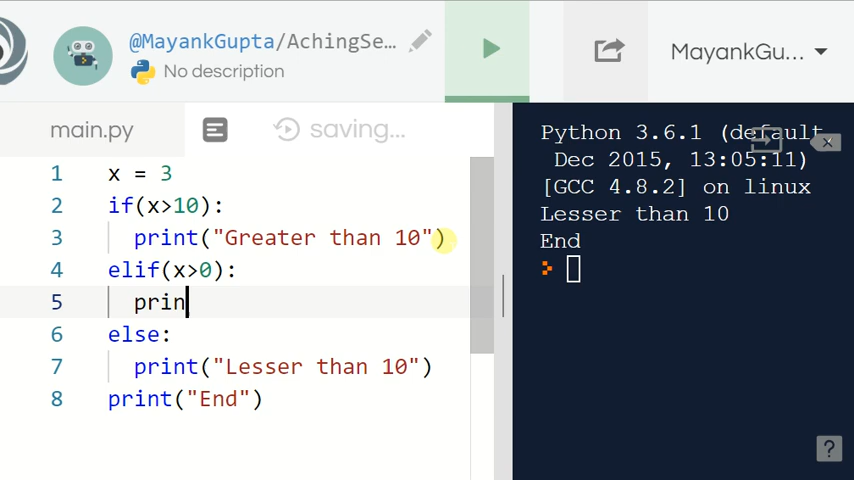 @MayankGupta/AchingSe...
No description
MayankGu...
main.py
saving...
1 x = 3
2 if(x>10):
3 print("Greater than 10")
4 elif(x>0):
5 prin
6 else:
7 print("Lesser than 10")
8 print("End")
Python 3.6.1 (default,
Dec 2015, 13:05:11)
[GCC 4.8.2] on linux
Lesser than 10
End
?